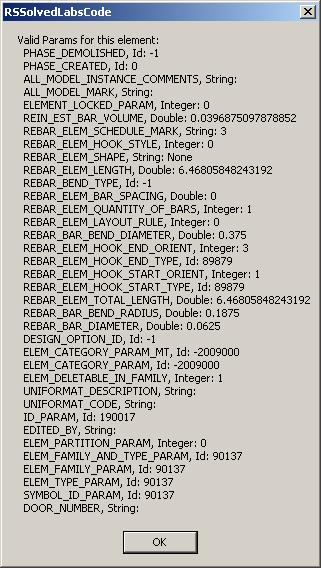 RSSolvedLabsCode
Valid Params for this element:
PHASE_DEMOLISHED, Id: -1
PHASE_CREATED, Id: 0
ALL_MODEL_INSTANCE_COMMENTS, String:
ALL_MODEL_MARK, String:
ELEMENT_LOCKED_PARAM, Integer: 0
REIN_EST_BAR_VOLUME, Double: 0.0396875097878852
REBAR_ELEM_SCHEDULE_MARK, String: 3
REBAR_ELEM_HOOK_STYLE, Integer: 0
REBAR_ELEM_SHAPE, String: None
REBAR_ELEM_LENGTH, Double: 6.46805848243192
REBAR_BEND_TYPE, Id: -1
REBAR_ELEM_BAR_SPACING, Double: 0
REBAR_ELEM_QUANTITY_OF_BARS, Integer: 1
REBAR_ELEM_LAYOUT_RULE, Integer: 0
REBAR_BAR_BEND_DIAMETER, Double: 0.375
REBAR_ELEM_HOOK_END_ORIENT, Integer: 3
REBAR_ELEM_HOOK_END_TYPE, Id: 89879
REBAR_ELEM_HOOK_START_ORIENT, Integer: 1
REBAR_ELEM_HOOK_START_TYPE, Id: 89879
REBAR_ELEM_TOTAL_LENGTH, Double: 6.46805848243192
REBAR_BAR_BEND_RADIUS, Double: 0.1875
REBAR_BAR_DIAMETER, Double: 0.0625
DESIGN_OPTION_ID, Id: -1
ELEM_CATEGORY_PARAM_MT, Id: -2009000
ELEM_CATEGORY_PARAM, Id: -2009000
ELEM_DELETABLE_IN_FAMILY, Integer: 1
UNIFORMAT_DESCRIPTION, String:
UNIFORMAT_CODE, String:
ID_PARAM, Id: 190017
EDITED_BY, String:
ELEM_PARTITION_PARAM, Integer: 0
ELEM_FAMILY_AND_TYPE_PARAM, Id: 90137
ELEM_FAMILY_PARAM, Id: 90137
ELEM_TYPE_PARAM, Id: 90137
SYMBOL_ID_PARAM, Id: 90137
DOOR_NUMBER, String:
OK